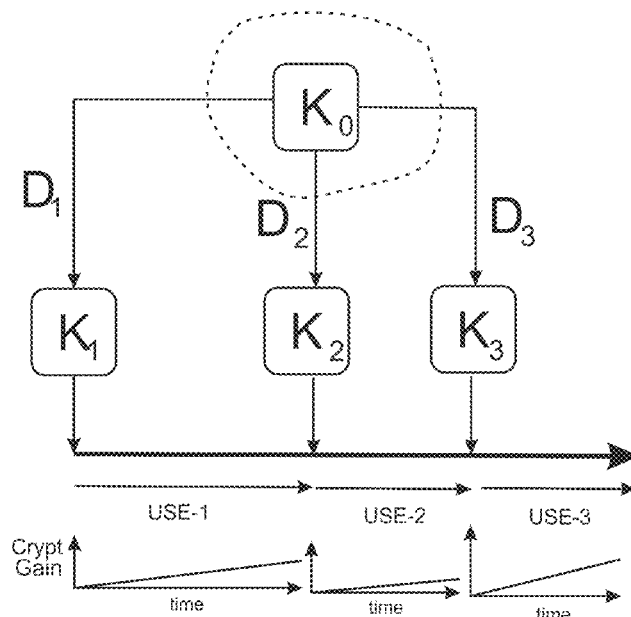 K0
D1
D2
D3
K1
K2
K3
USE-1
USE-2
USE-3
Crypt
Gain
time
time
time